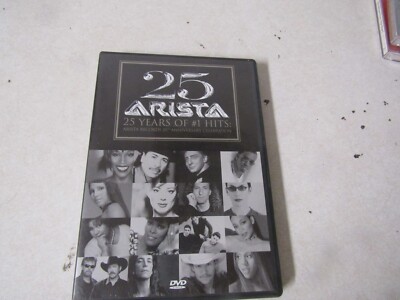 25
ARISTA
25 YEARS OF #1 HITS:
DVD